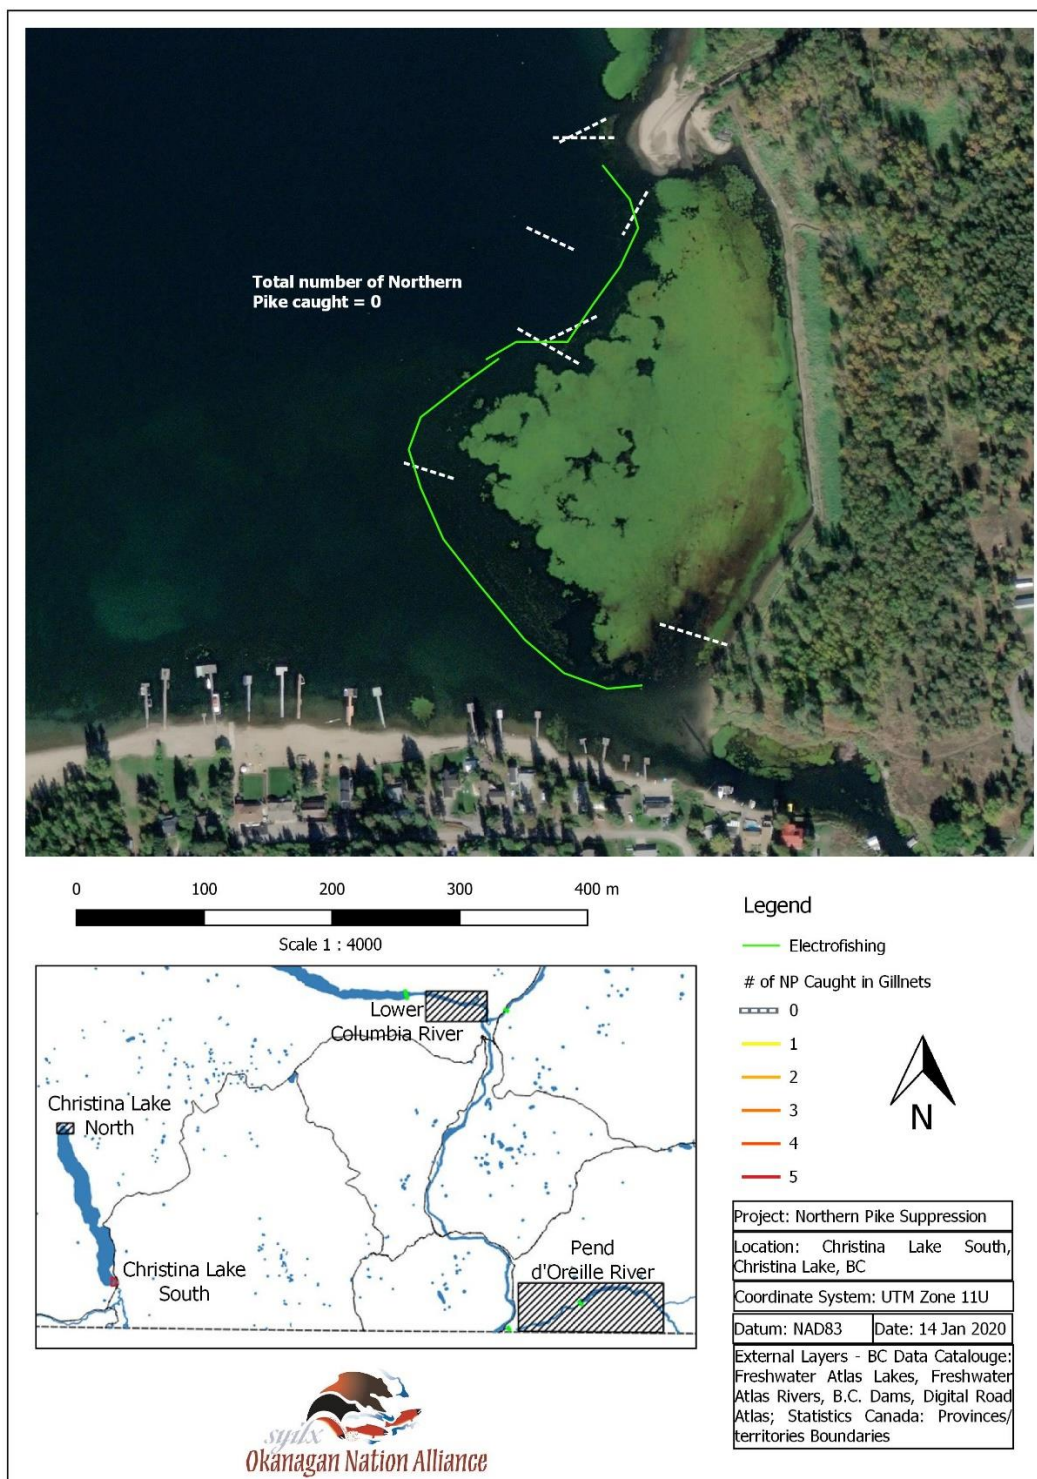 Total number of Northern
Pike caught = 0
0 100 200 300 400 m
Scale 1 : 4000
Legend
Electrofishing
# of NP Caught in Gillnets
0
1
2
3
4
5
N
Lower
Columbia River
Christina Lake
North
Christina Lake
South
Pend
d'Oreille River
Project: Northern Pike Suppression
Location: Christina Lake South,
Christina Lake, BC
Coordinate System: UTM Zone 11U
Datum: NAD83
Date: 14 Jan 2020
External Layers - BC Data Catalouge:
Freshwater Atlas Lakes, Freshwater
Atlas Rivers, B.C. Dams, Digital Road
Atlas; Statistics Canada: Provinces/
territories Boundaries
syilx
Okanagan Nation Alliance